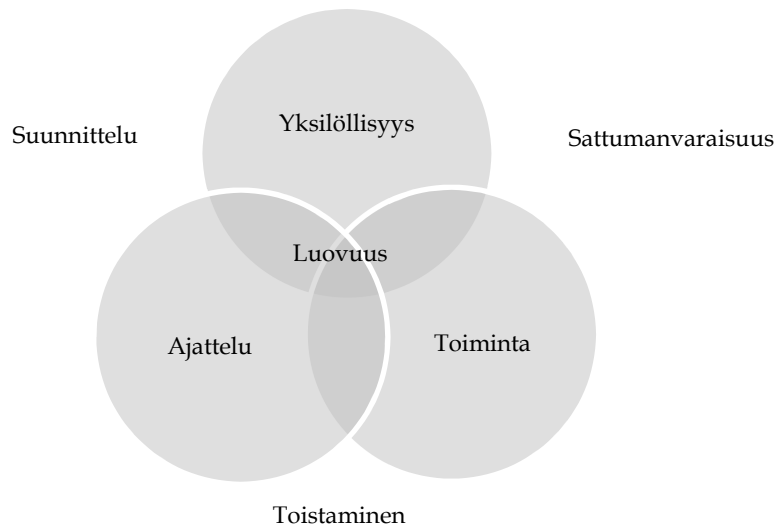 Yksilöllisyys
Suunnittelu
Sattumanvaraisuus
Luovuus
Ajattelu
Toiminta
Toistaminen